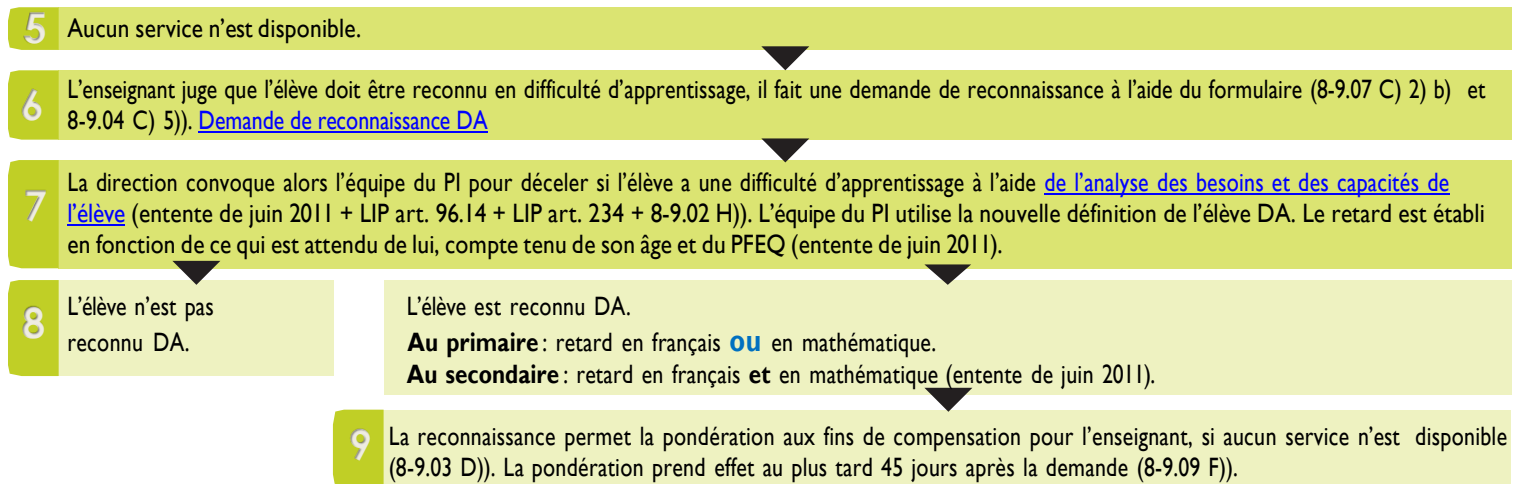 5 Aucun service n'est disponible.
6 L'enseignant juge que l'élève doit être reconnu en difficulté d'apprentissage, il fait une demande de reconnaissance à l'aide du formulaire (8-9.07 C) 2) b) et
8-9.04 C) 5)). Demande de reconnaissance DA
7 La direction convoque alors l'équipe du PI pour déceler si l'élève a une difficulté d'apprentissage à l'aide de l'analyse des besoins et des capacités de
l'élève (entente de juin 2011 + LIP art. 96.14 + LIP art. 234 + 8-9.02 H)). L'équipe du PI utilise la nouvelle définition de l'élève DA. Le retard est établi
en fonction de ce qui est attendu de lui, compte tenu de son âge et du PFEQ (entente de juin 2011).
8 L'élève n'est pas
reconnu DA.
L'élève est reconnu DA.
Au primaire : retard en français ou en mathématique.
Au secondaire : retard en français et en mathématique (entente de juin 2011).
9 La reconnaissance permet la pondération aux fins de compensation pour l'enseignant, si aucun service n'est disponible
(8-9.03 D)). La pondération prend effet au plus tard 45 jours après la demande (8-9.09 F)).